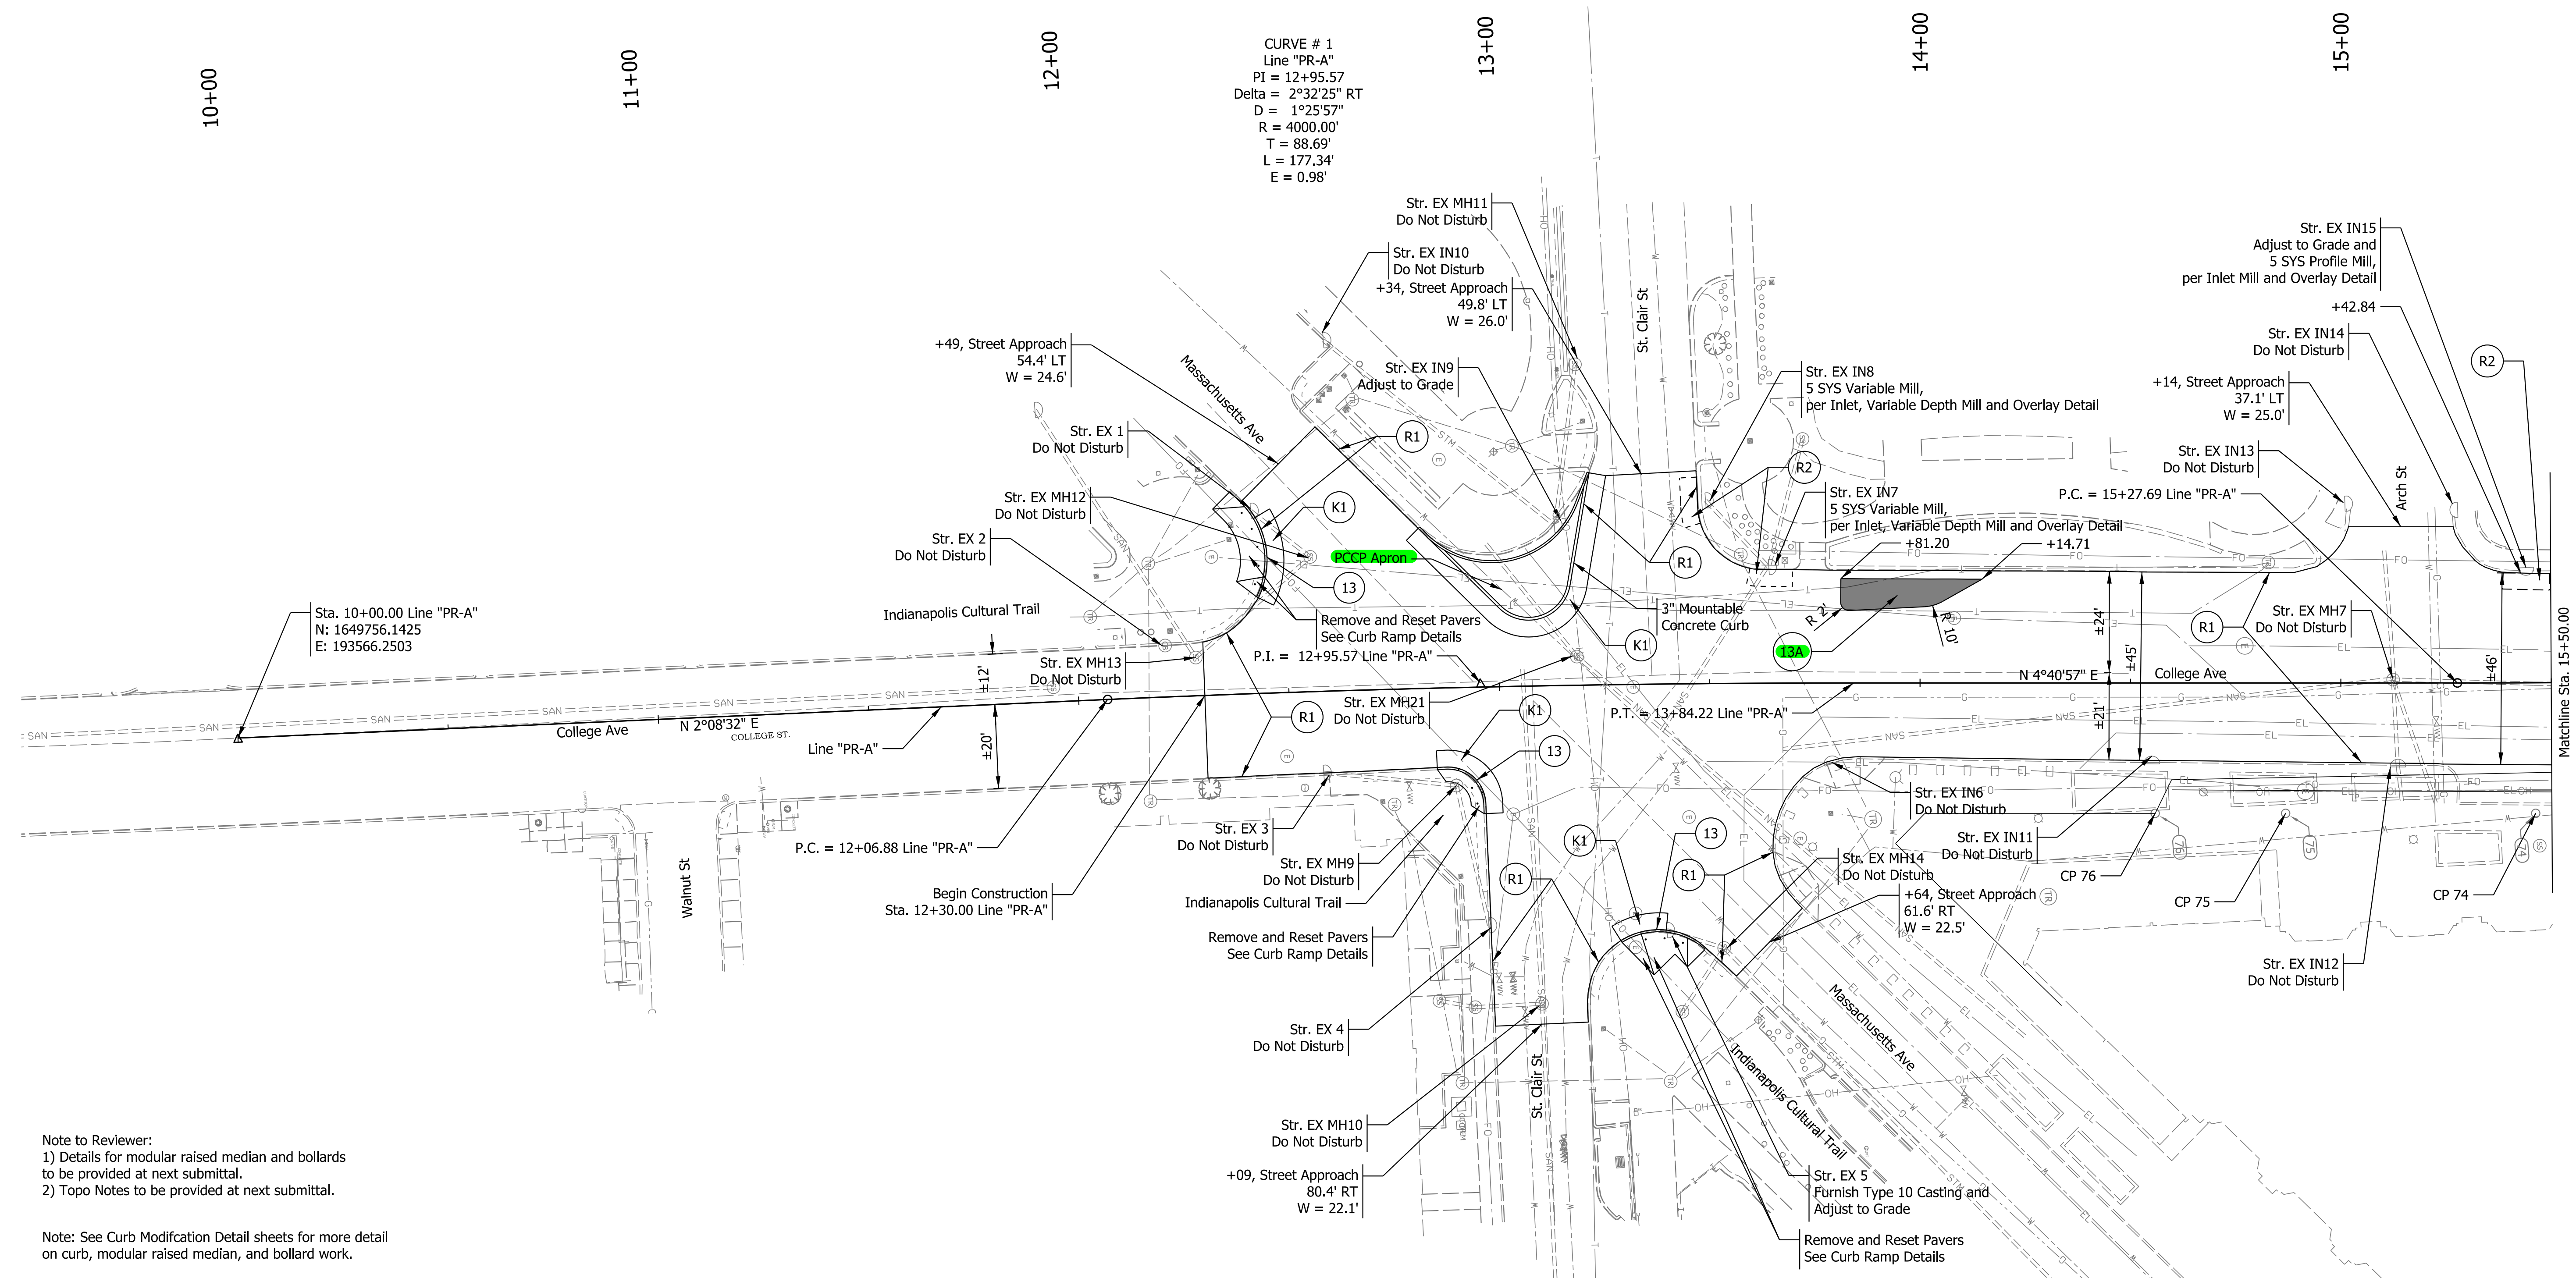 10+00
11+00
12+00
13+00
14+00
15+00
CURVE # 1
Line "PR-A"
PI = 12+95.57
Delta = 2°32'25" RT
D = 1°25'57"
R = 4000.00'
T = 88.69'
L = 177.34'
E = 0.98'
Str. EX MH11
Do Not Disturb
Str. EX IN10
Do Not Disturb
+34, Street Approach
49.8' LT
W = 26.0'
St. Clair St
Str. EX IN15
Adjust to Grade and
5 SYS Profile Mill,
per Inlet Mill and Overlay Detail
+42.84
Str. EX IN14
Do Not Disturb
R2
+49, Street Approach
54.4' LT
W = 24.6'
Massachusetts Ave
Str. EX IN9
Adjust to Grade
Str. EX IN8
5 SYS Variable Mill,
per Inlet, Variable Depth Mill and Overlay Detail
+14, Street Approach
37.1' LT
W = 25.0'
Str. EX 1
Do Not Disturb
R1
R2
Str. EX IN13
Do Not Disturb
Arch St
Str. EX MH12
Do Not Disturb
K1
Str. EX IN7
5 SYS Variable Mill,
per Inlet, Variable Depth Mill and Overlay Detail
P.C. = 15+27.69 Line "PR-A"
Str. EX 2
Do Not Disturb
PCCP Apron
R1
+81.20
+14.71
13
3" Mountable
Concrete Curb
R 2'
R 10'
±24'
±45'
±46'
Str. EX MH7
Do Not Disturb
R1
Sta. 10+00.00 Line "PR-A"
N: 1649756.1425
E: 193566.2503
Indianapolis Cultural Trail
Remove and Reset Pavers
See Curb Ramp Details
K1
13A
P.I. = 12+95.57 Line "PR-A"
Str. EX MH13
Do Not Disturb
±12'
N 4°40'57" E
College Ave
Matchline Sta. 15+50.00
Str. EX MH21
Do Not Disturb
K1
P.T. = 13+84.22 Line "PR-A"
±21'
R1
College Ave
N 2°08'32" E
COLLEGE ST.
Line "PR-A"
±20'
13
Str. EX IN6
Do Not Disturb
Str. EX 3
Do Not Disturb
K1
13
Str. EX IN11
Do Not Disturb
P.C. = 12+06.88 Line "PR-A"
Str. EX MH9
Do Not Disturb
R1
R1
Str. EX MH14
Do Not Disturb
CP 76
76
75
74
CP 75
CP 74
Walnut St
Begin Construction
Sta. 12+30.00 Line "PR-A"
Indianapolis Cultural Trail
+64, Street Approach
61.6' RT
W = 22.5'
Remove and Reset Pavers
See Curb Ramp Details
Str. EX IN12
Do Not Disturb
Str. EX 4
Do Not Disturb
Massachusetts Ave
Indianapolis Cultural Trail
St. Clair St
Str. EX MH10
Do Not Disturb
+09, Street Approach
80.4' RT
W = 22.1'
Str. EX 5
Furnish Type 10 Casting and
Adjust to Grade
Remove and Reset Pavers
See Curb Ramp Details
Note to Reviewer:
1) Details for modular raised median and bollards
to be provided at next submittal.
2) Topo Notes to be provided at next submittal.
Note: See Curb Modifcation Detail sheets for more detail
on curb, modular raised median, and bollard work.